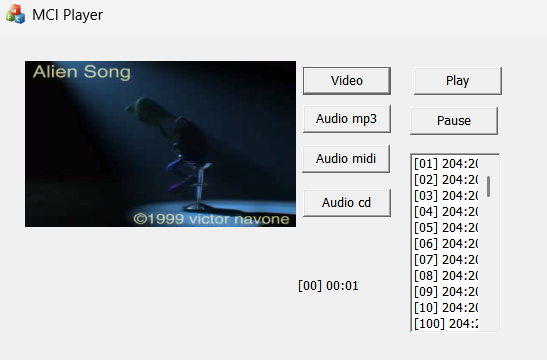 MCI Player
Alien Song
©1999 victor navone
Video
Play
Audio mp3
Pause
Audio midi
Audio cd
[00] 00:01
[01] 204:20
[02] 204:20
[03] 204:20
[04] 204:20
[05] 204:20
[06] 204:20
[07] 204:20
[08] 204:20
[09] 204:20
[10] 204:20
[100] 204:2